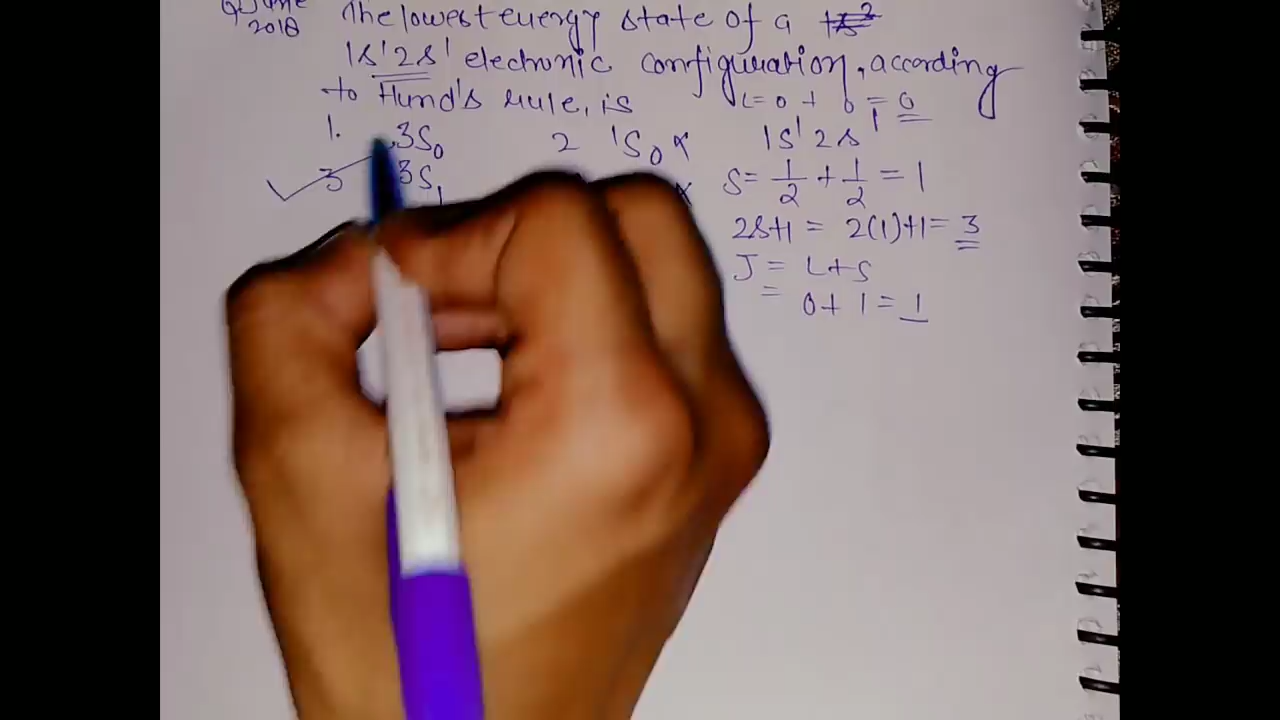 Q June
2018
The lowest energy state of a 1s²
1s¹2s¹ electronic configuration, according
to Hund's rule, is
L= 0 + 0 = 0
1. 3S0 2 ¹S0 ×
1s¹ 2s¹
3 3S1 ×
S= 1/2 + 1/2 = 1
2S+1 = 2(1)+1= 3
J = L+S
= 0+ 1 = 1